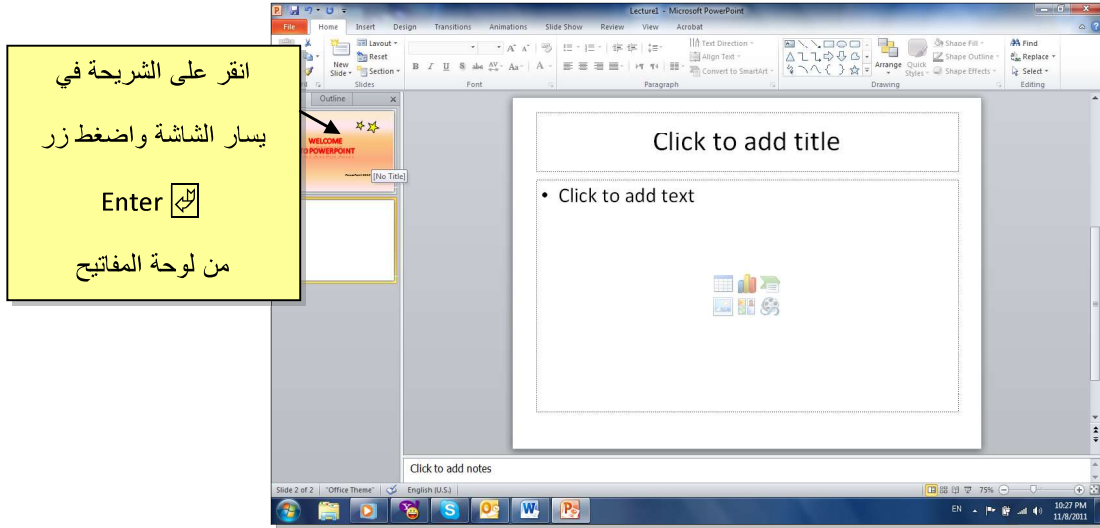 انقر على الشريحة في
يسار الشاشة واضغط زر
Enter
من لوحة المفاتيح
Lecture1 - Microsoft PowerPoint
File Home Insert Design Transitions Animations Slide Show Review View Acrobat
New Slide
Layout
Reset
Section
Slides
Font
Text Direction
Align Text
Convert to SmartArt
Paragraph
Arrange
Quick Styles
Shape Fill
Shape Outline
Shape Effects
Drawing
Find
Replace
Select
Editing
Outline
WELCOME
POWERPOINT
[No Title]
Click to add title
• Click to add text
Click to add notes
Slide 2 of 2 "Office Theme" English (U.S.) 75%
EN 10:27 PM
11/8/2011